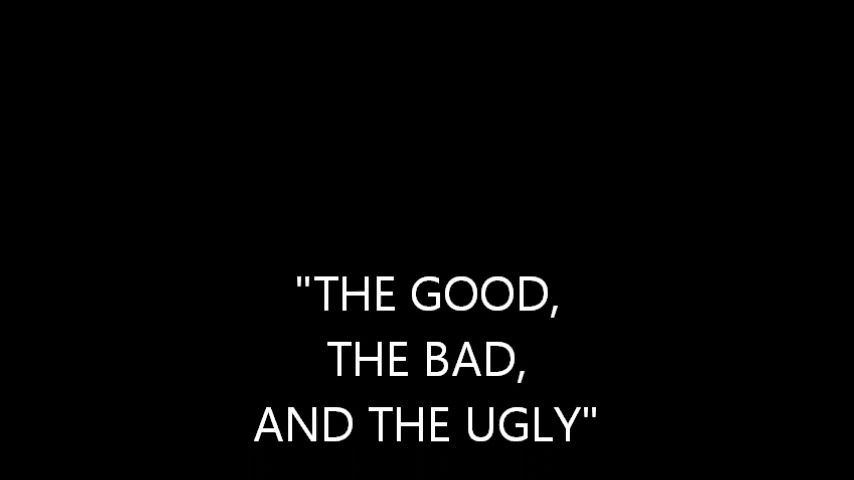 "THE GOOD,
THE BAD,
AND THE UGLY"